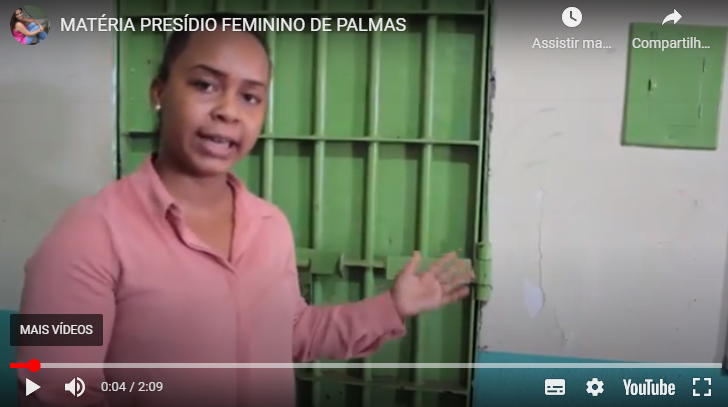 MATÉRIA PRESÍDIO FEMININO DE PALMAS
Assistir ma...
Compartilh...
MAIS VÍDEOS
0:04 / 2:09
YouTube